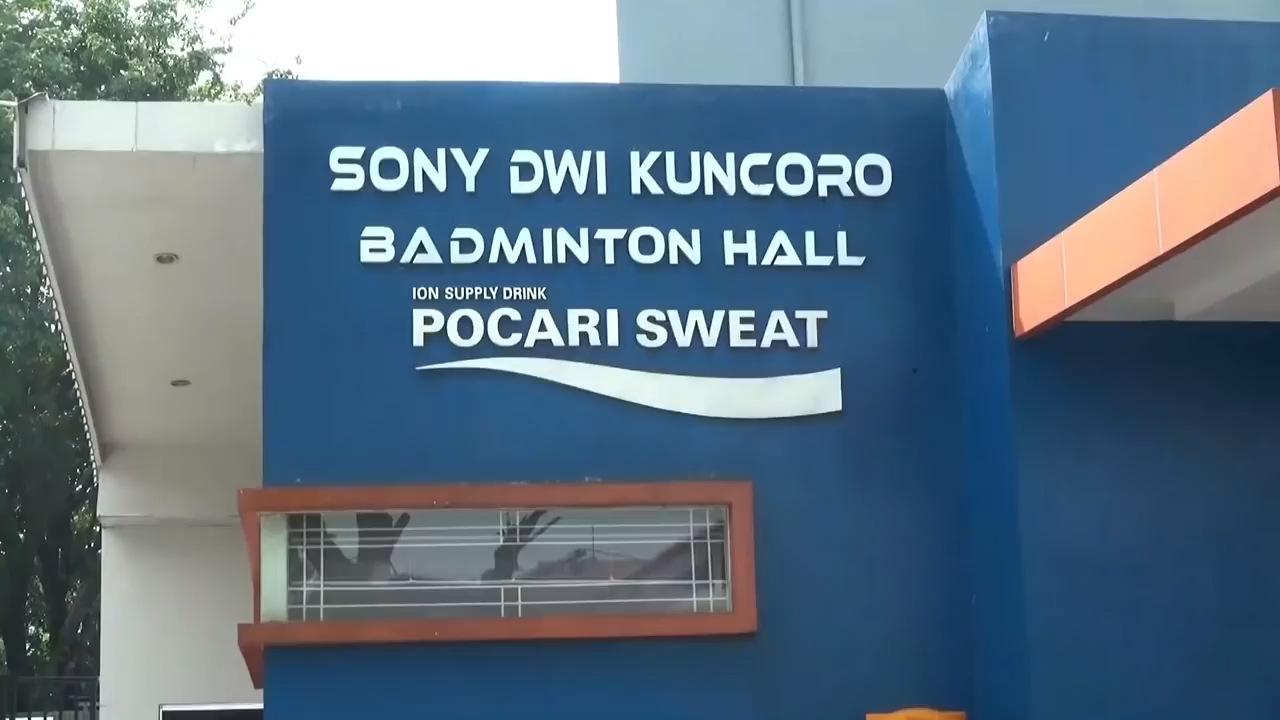 SONY DWI KUNCORO
BADMINTON HALL
ION SUPPLY DRINK
POCARI SWEAT